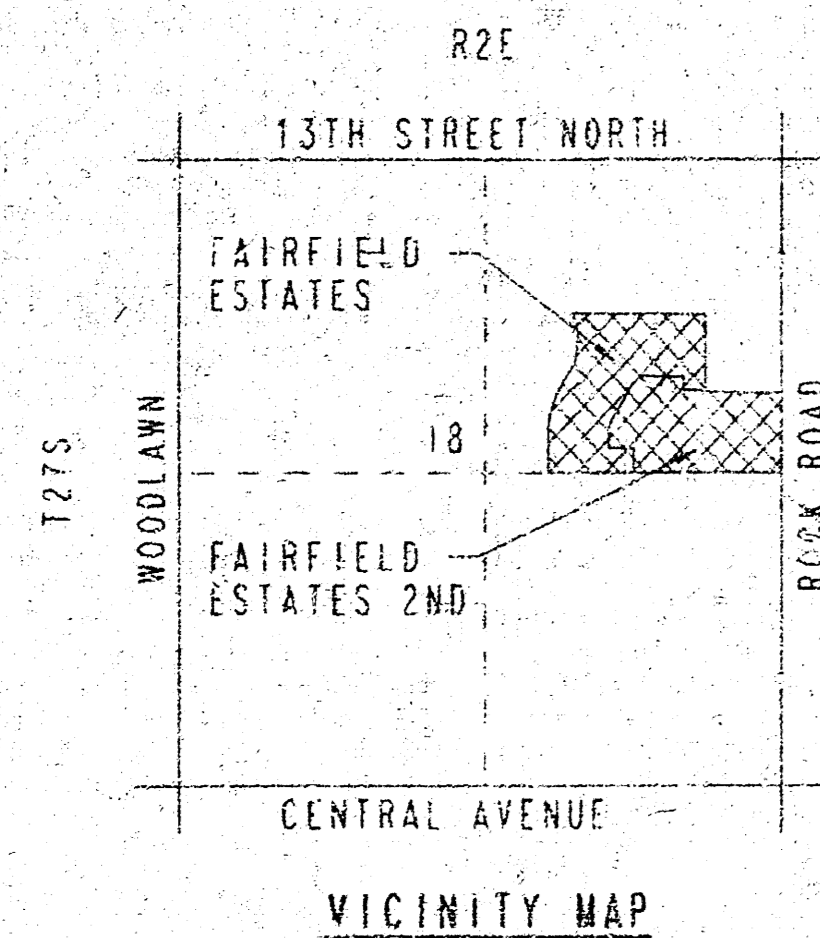 R2E
13TH STREET NORTH
FAIRFIELD
ESTATES
T27S
WOODLAWN
18
ROCK ROAD
FAIRFIELD
ESTATES 2ND
CENTRAL AVENUE
VICINITY MAP